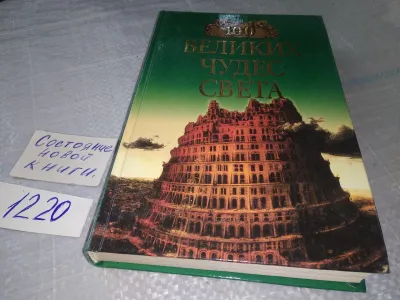 100
ВЕЛИКИХ
ЧУДЕС
СВЕТА
Состояние
новой
книги.
1220